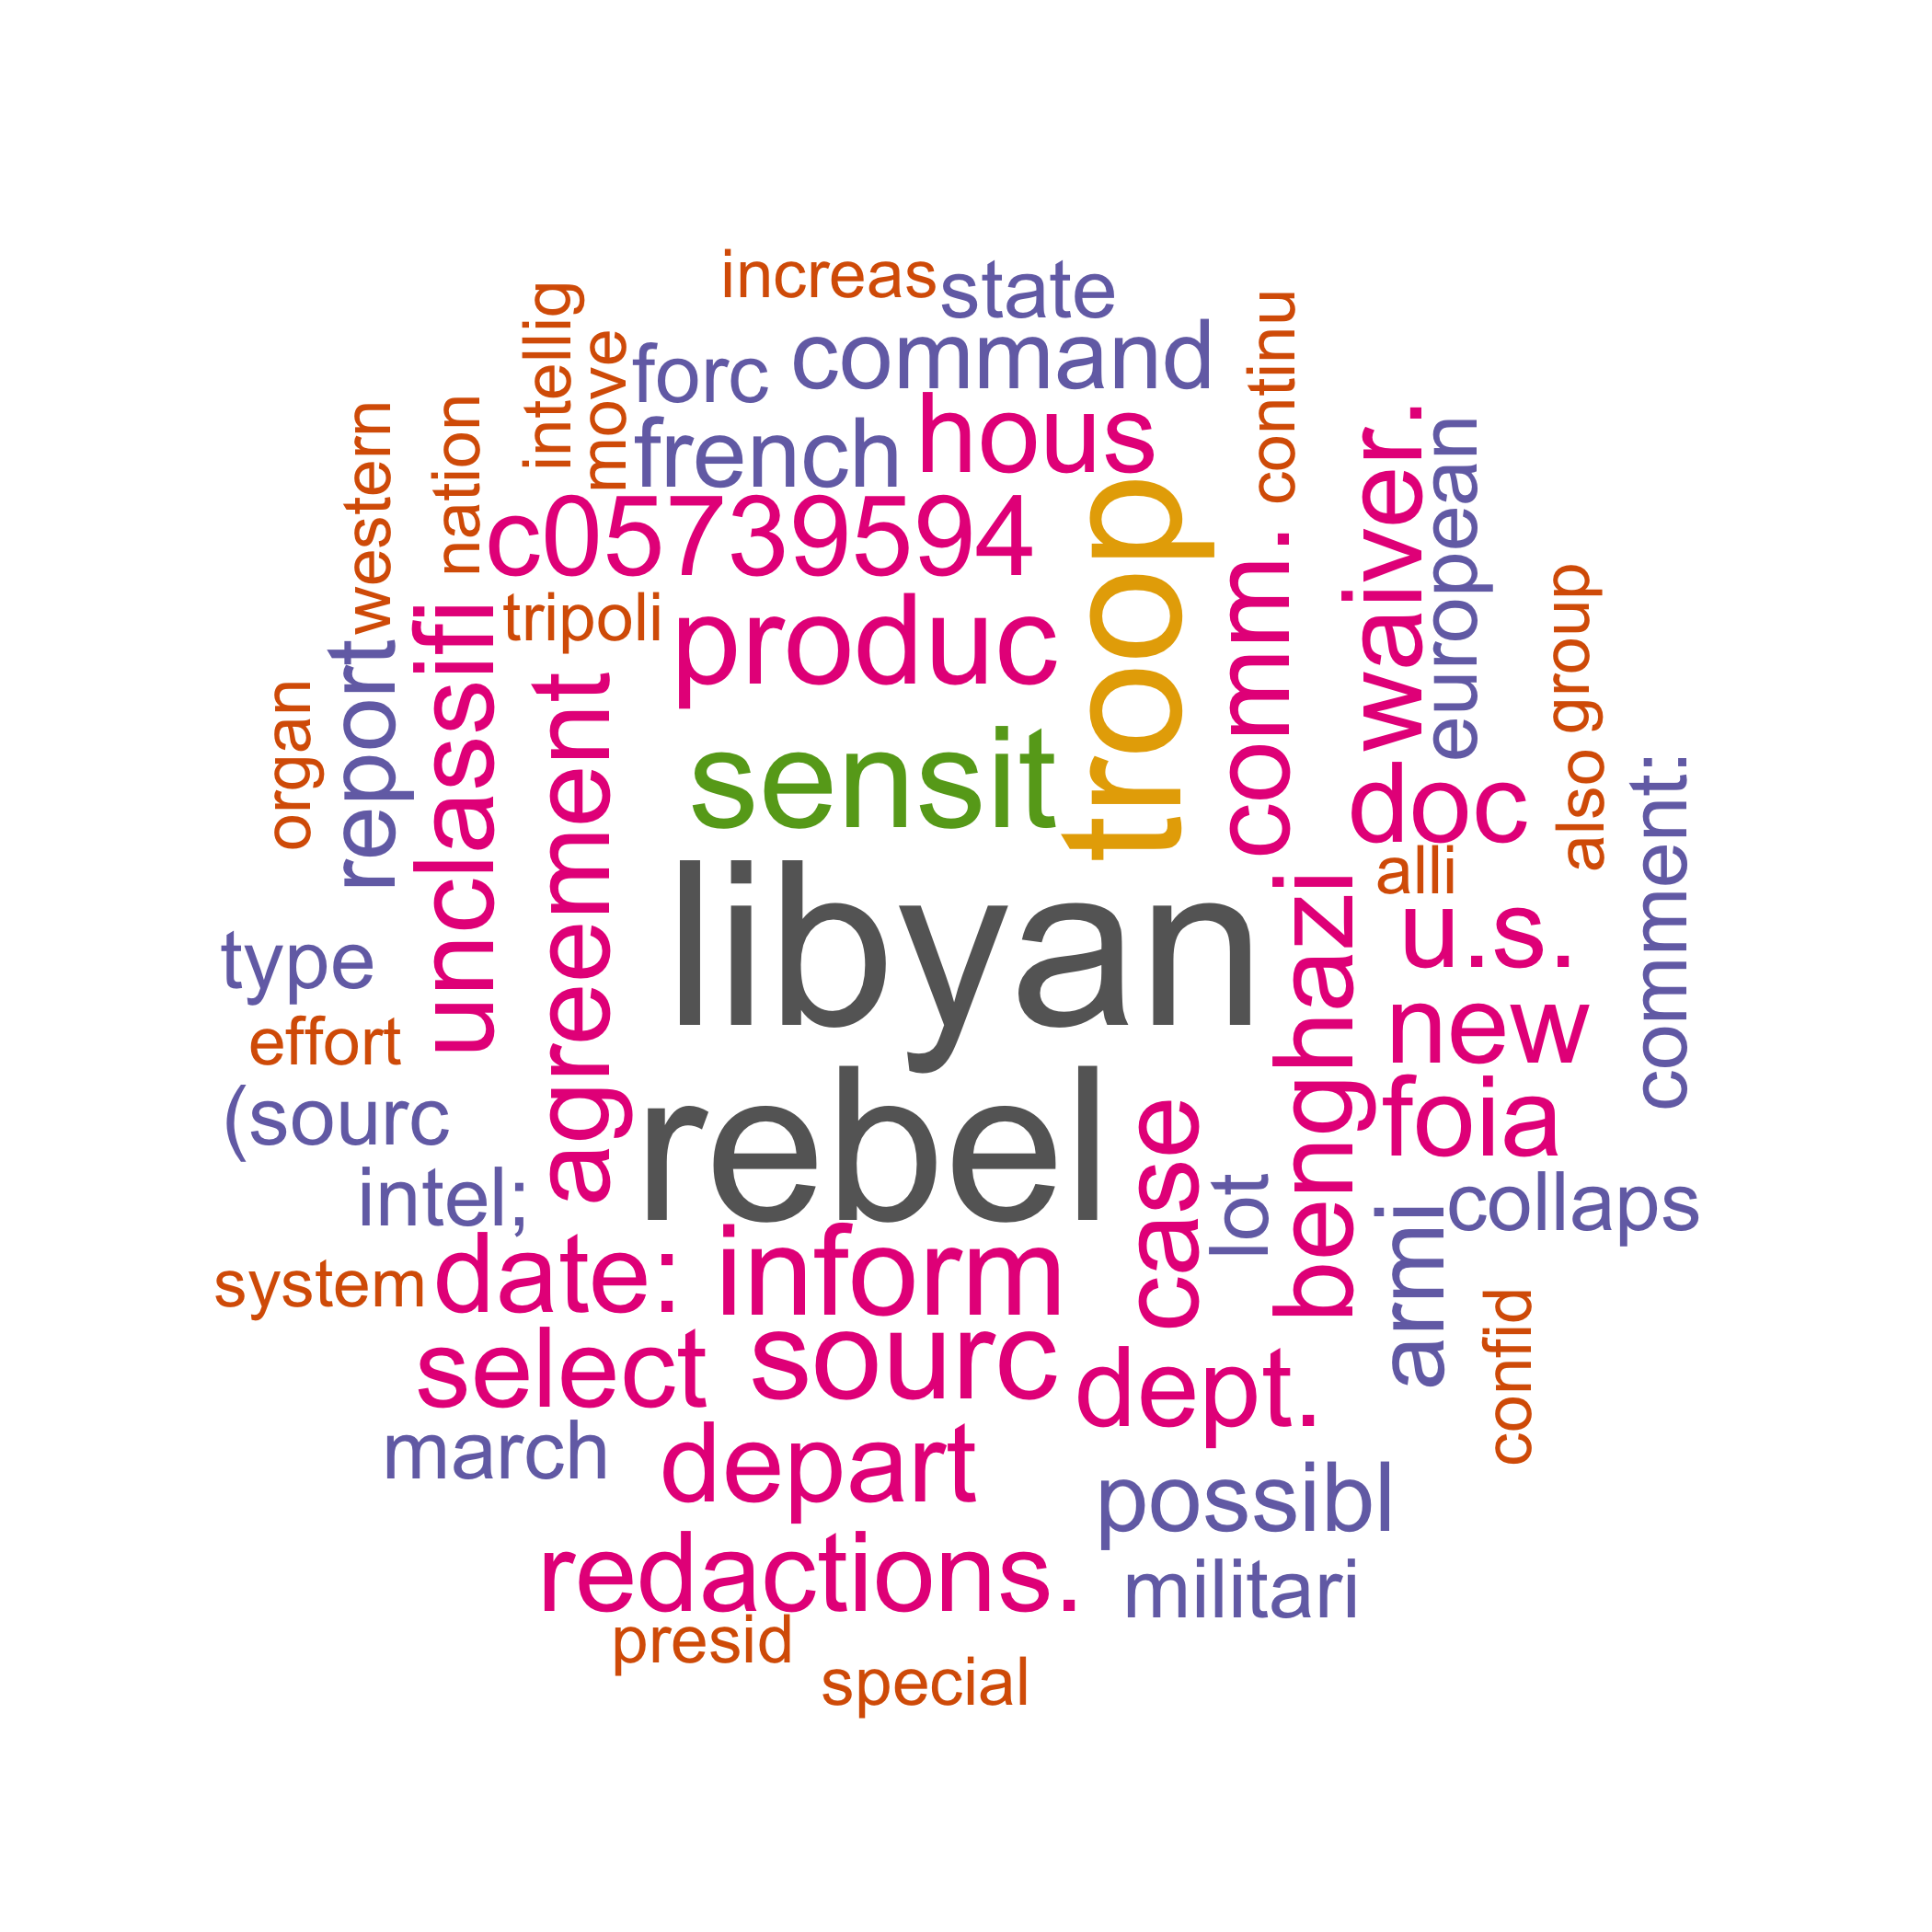 increas
state
intellig
move
forc
command
continu
western
nation
french
hous
waiver.
european
c05739594
troop
comm.
group
tripoli
produc
unclassifi
report
organ
agreement
sensit
doc
also
comment:
alli
libyan
benghazi
u.s.
type
new
effort
(sourc
rebel
case
foia
intel;
lot
collaps
armi
system
date:
inform
confid
select
sourc
dept.
march
depart
possibl
redactions.
militari
presid
special